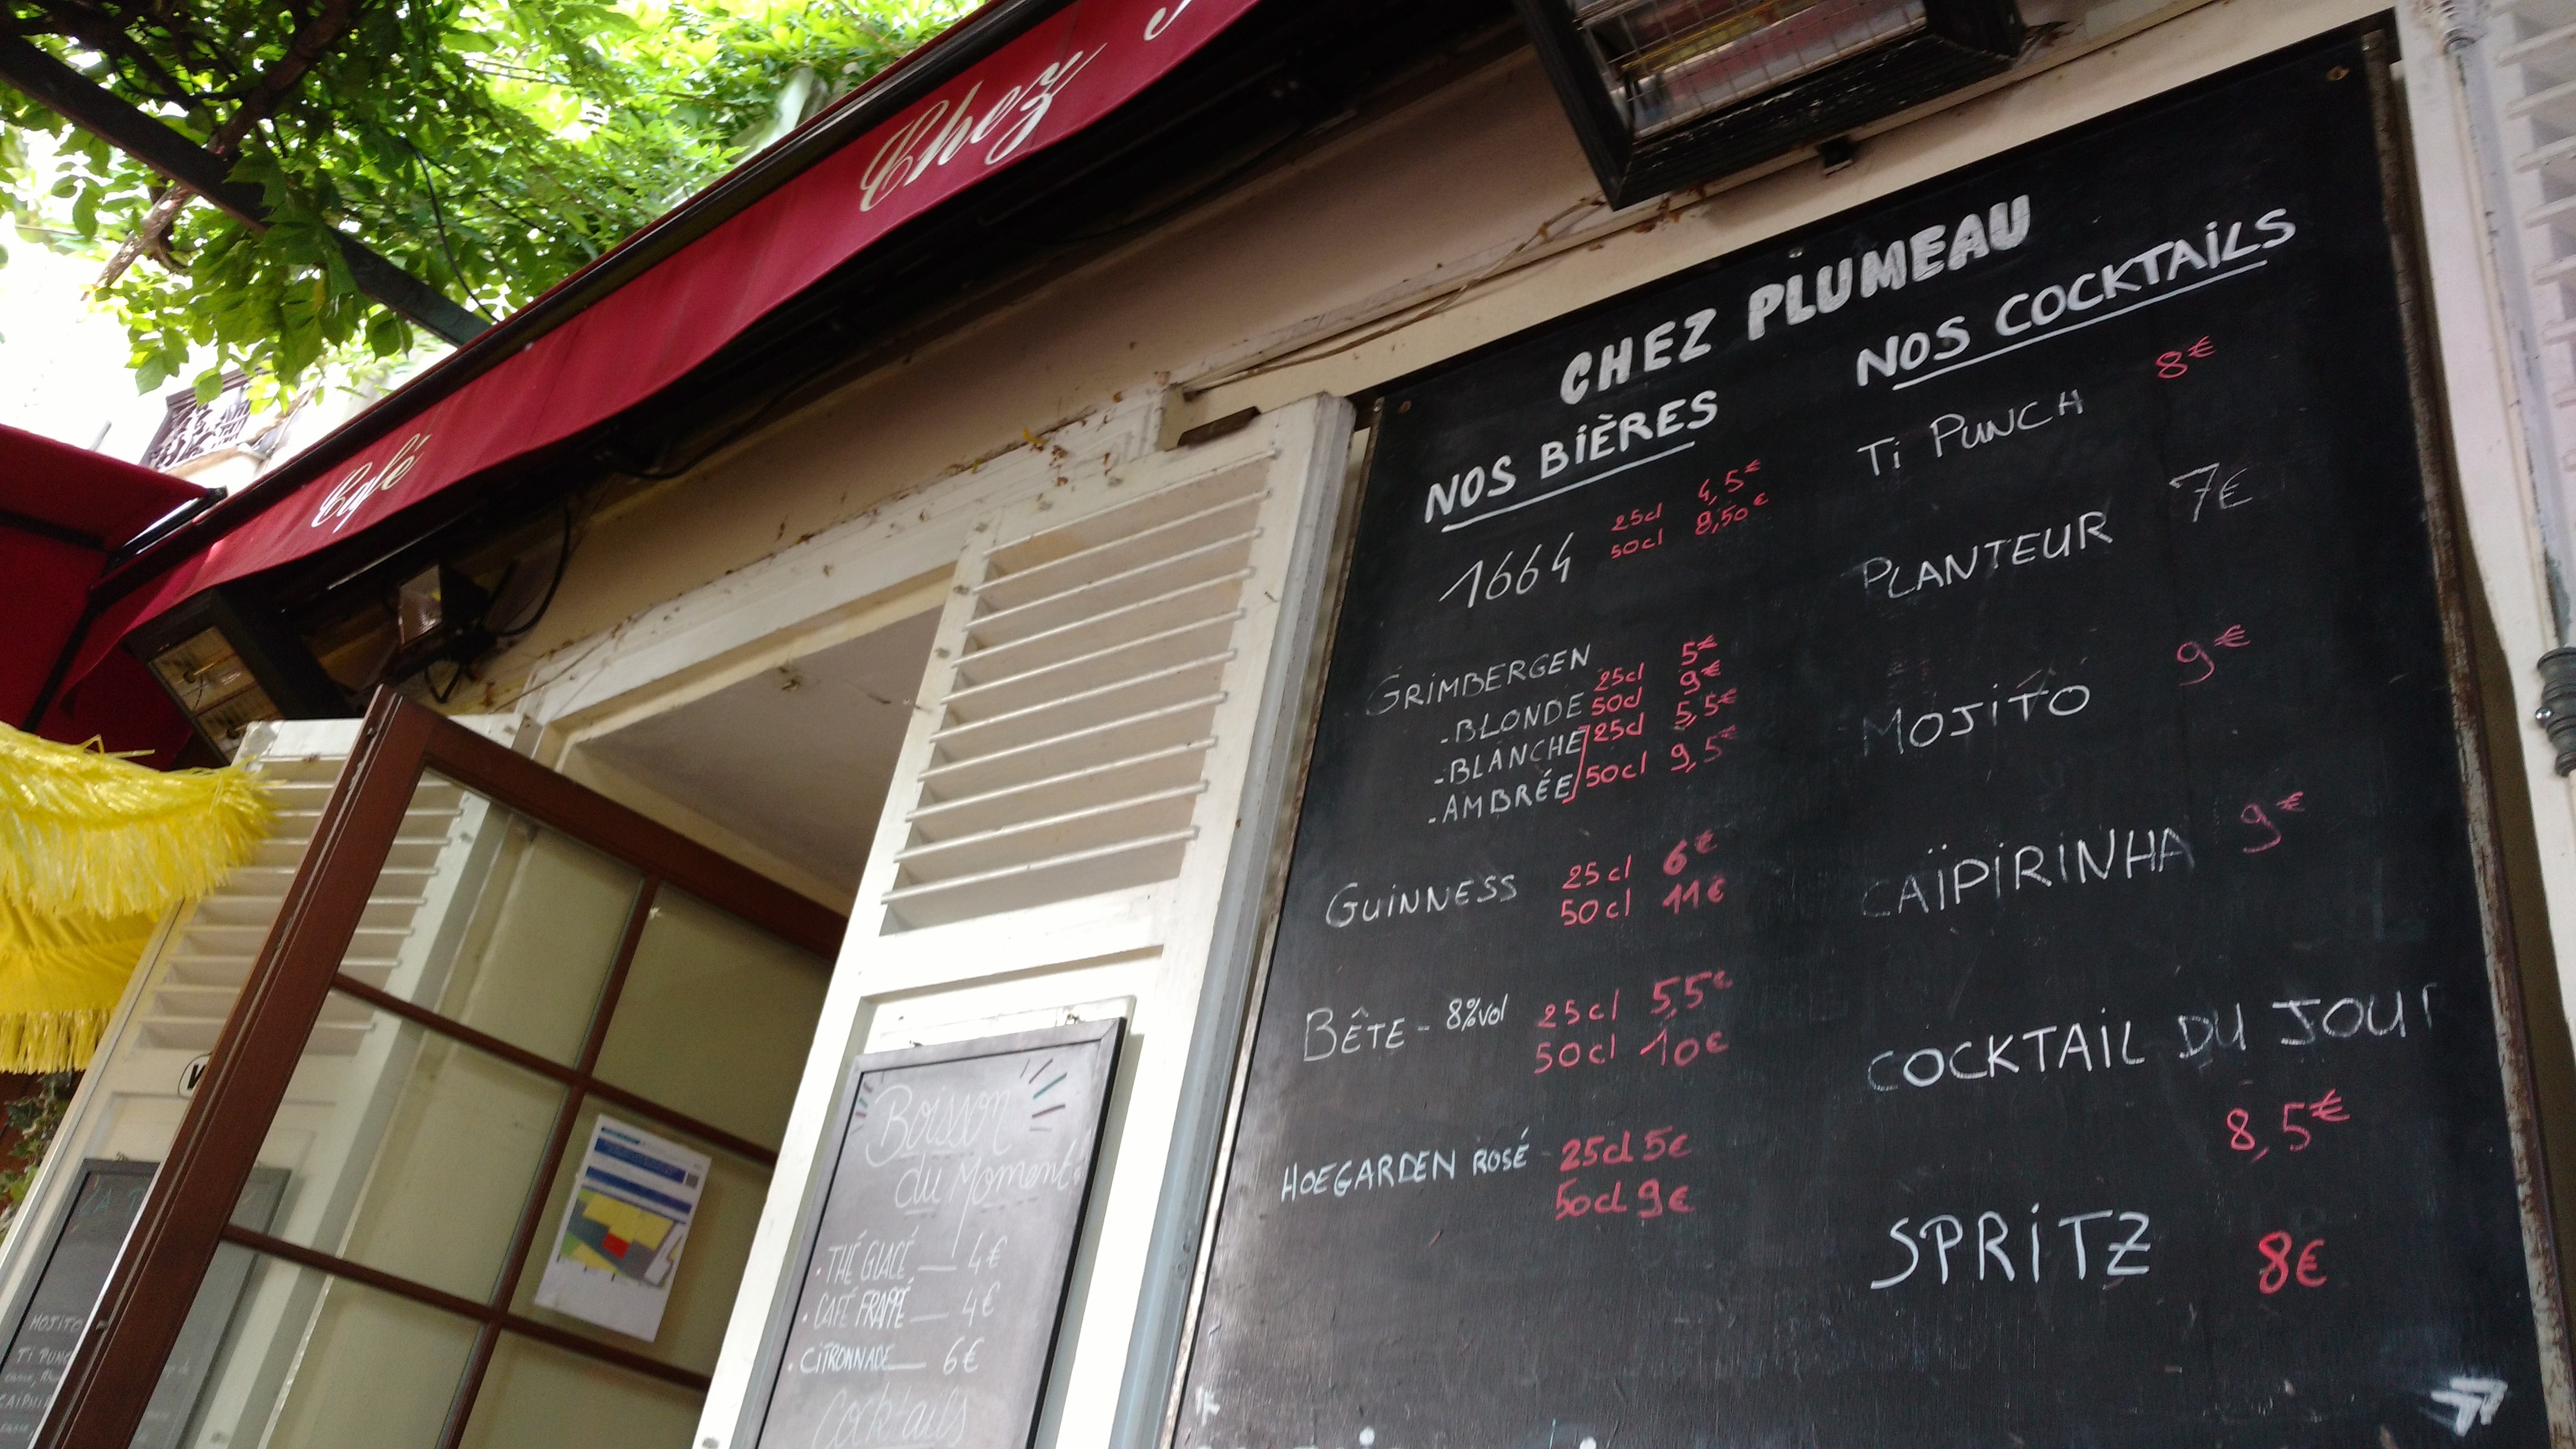 Café
Chez
CHEZ PLUMEAU
NOS BIÈRES
1664 25cl 4,5€
50cl 8,50€
GRIMBERGEN
-BLONDE 25cl 5€
50cl 9€
-BLANCHE 25cl 5,5€
-AMBRÉE 50cl 9,5€
GUINNESS 25cl 6€
50cl 11€
BÊTE - 8%vol 25cl 5,5€
50cl 10€
HOEGARDEN ROSÉ 25cl 5€
50cl 9€
NOS COCKTAILS
Ti PUNCH 8€
PLANTEUR 7€
MOJITO 9€
CAÏPIRINHA 9€
COCKTAIL DU JOUr
8,5€
SPRITZ 8€
Boisson
du Moment
• THÉ GLACÉ — 4€
• CAFÉ FRAPPÉ — 4€
• CITRONNADE — 6€
Cocktails
MOJITO
Ti PUNC